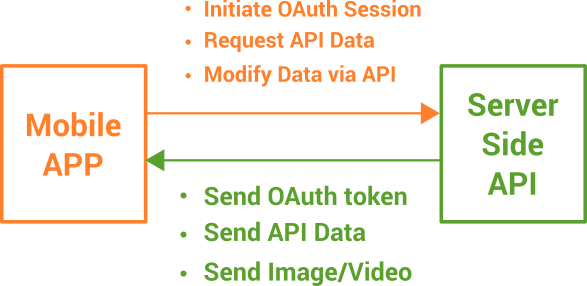 • Initiate OAuth Session
• Request API Data
• Modify Data via API
Mobile
APP
Server
Side
API
• Send OAuth token
• Send API Data
• Send Image/Video